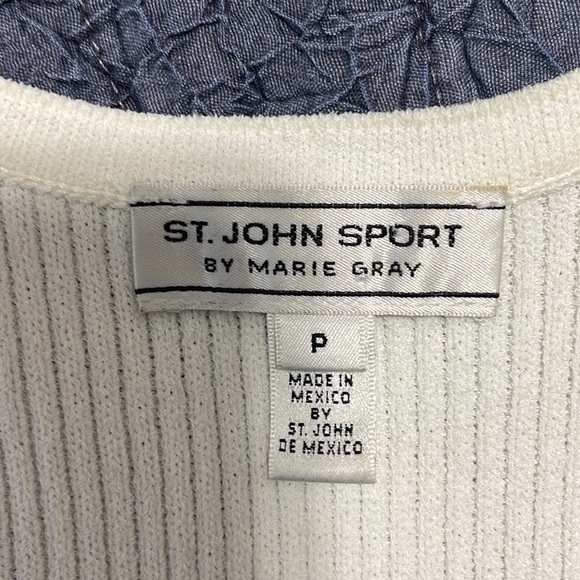 ST. JOHN SPORT
BY MARIE GRAY
P
MADE IN
MEXICO
BY
ST. JOHN
DE MEXICO